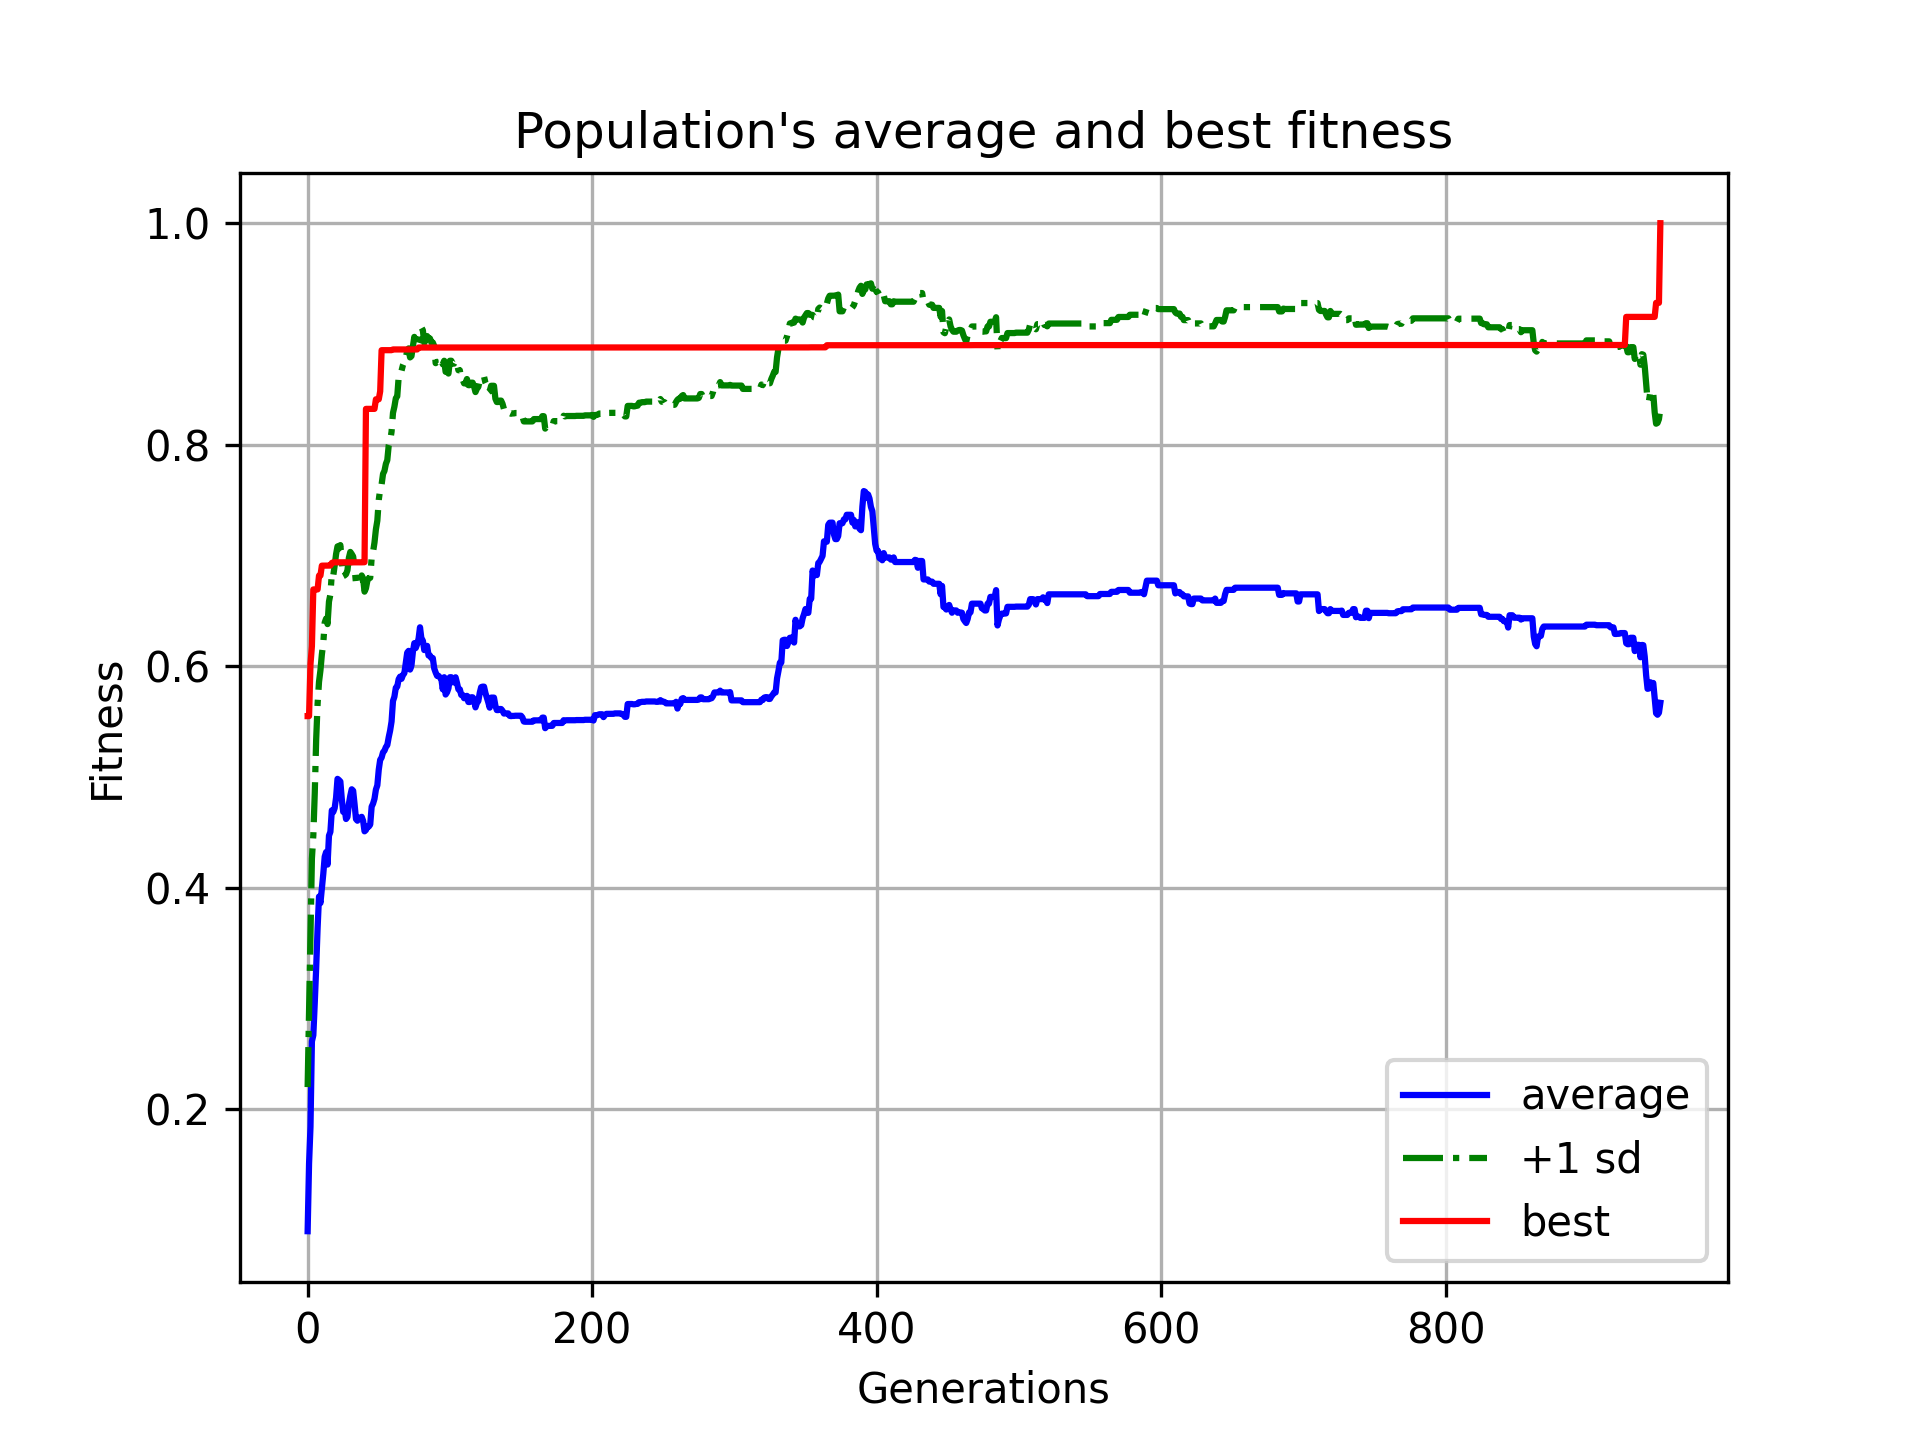 Population's average and best fitness
1.0
0.8
0.6
0.4
0.2
Fitness
0 200 400 600 800
Generations
average
+1 sd
best